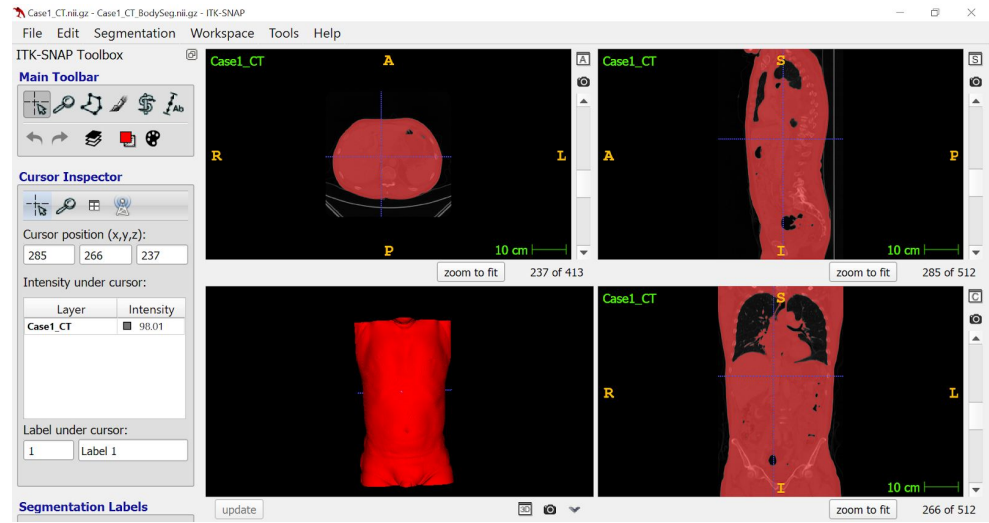 Case1_CT.nii.gz - Case1_CT_BodySeg.nii.gz - ITK-SNAP
File Edit Segmentation Workspace Tools Help
ITK-SNAP Toolbox
Main Toolbar
Ab
Cursor Inspector
Cursor position (x,y,z):
285 266 237
Intensity under cursor:
Layer Intensity
Case1_CT 98.01
Label under cursor:
1 Label 1
Segmentation Labels
Case1_CT
A
R
L
P
10 cm
A
zoom to fit 237 of 413
Case1_CT
S
A
P
I
10 cm
S
zoom to fit 285 of 512
update
3D
Case1_CT
S
R
L
I
10 cm
C
zoom to fit 266 of 512